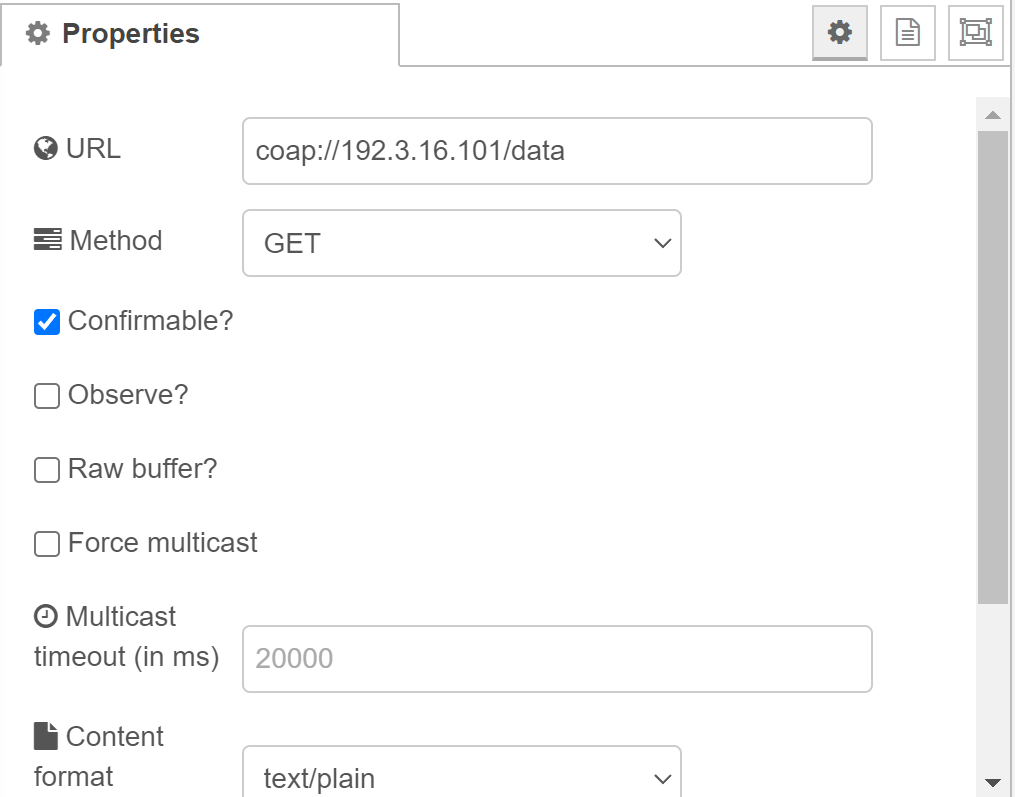 Properties
URL
coap://192.3.16.101/data
Method
GET
Confirmable?
Observe?
Raw buffer?
Force multicast
Multicast
timeout (in ms)
20000
Content
format
text/plain